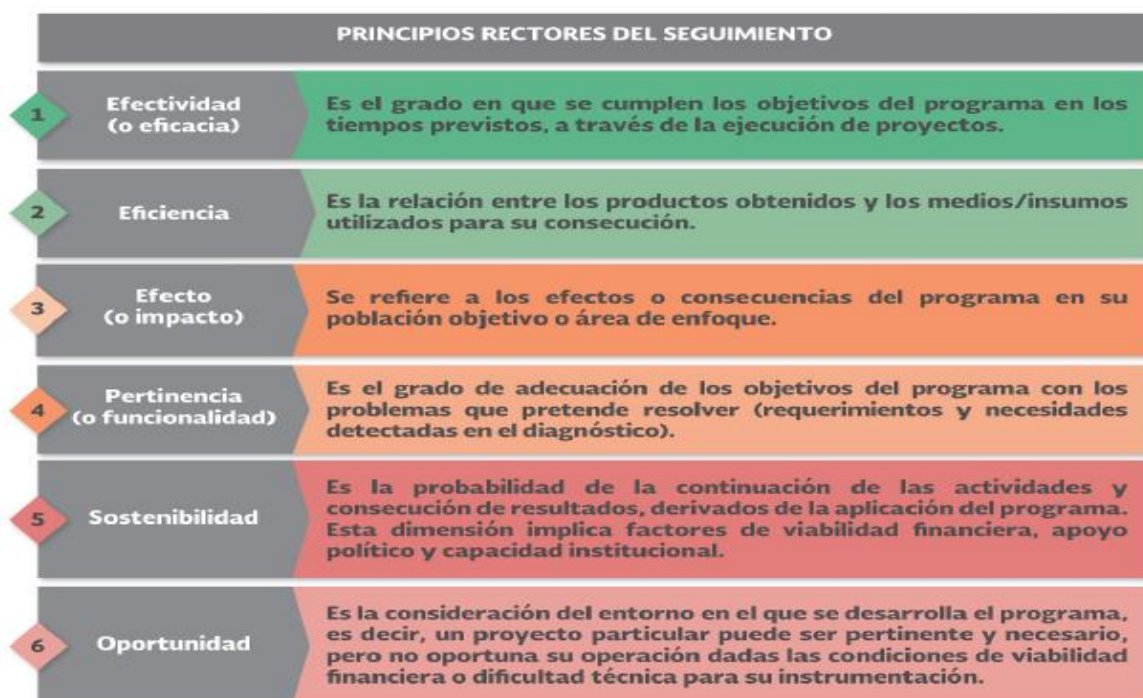 PRINCIPIOS RECTORES DEL SEGUIMIENTO
1
Efectividad
(o eficacia)
Es el grado en que se cumplen los objetivos del programa en los
tiempos previstos, a través de la ejecución de proyectos.
2
Eficiencia
Es la relación entre los productos obtenidos y los medios/insumos
utilizados para su consecución.
3
Efecto
(o impacto)
Se refiere a los efectos o consecuencias del programa en su
población objetivo o área de enfoque.
4
Pertinencia
(o funcionalidad)
Es el grado de adecuación de los objetivos del programa con los
problemas que pretende resolver (requerimientos y necesidades
detectadas en el diagnóstico).
5
Sostenibilidad
Es la probabilidad de la continuación de las actividades y
consecución de resultados, derivados de la aplicación del programa.
Esta dimensión implica factores de viabilidad financiera, apoyo
político y capacidad institucional.
6
Oportunidad
Es la consideración del entorno en el que se desarrolla el programa,
es decir, un proyecto particular puede ser pertinente y necesario,
pero no oportuna su operación dadas las condiciones de viabilidad
financiera o dificultad técnica para su instrumentación.